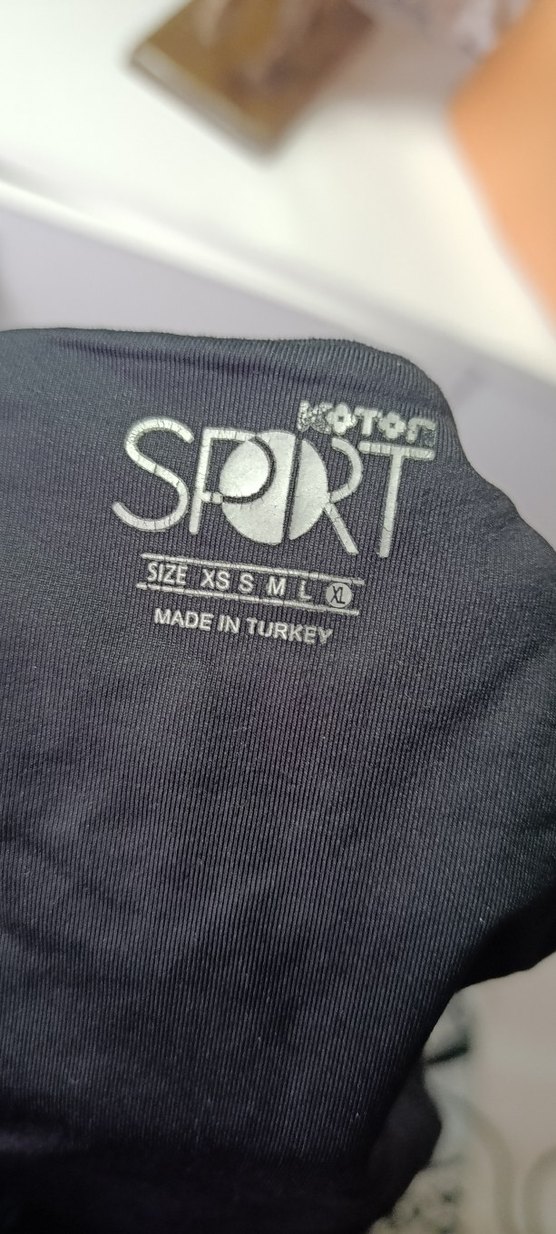 KOTON
SPORT
SIZE XS S M L XL
MADE IN TURKEY